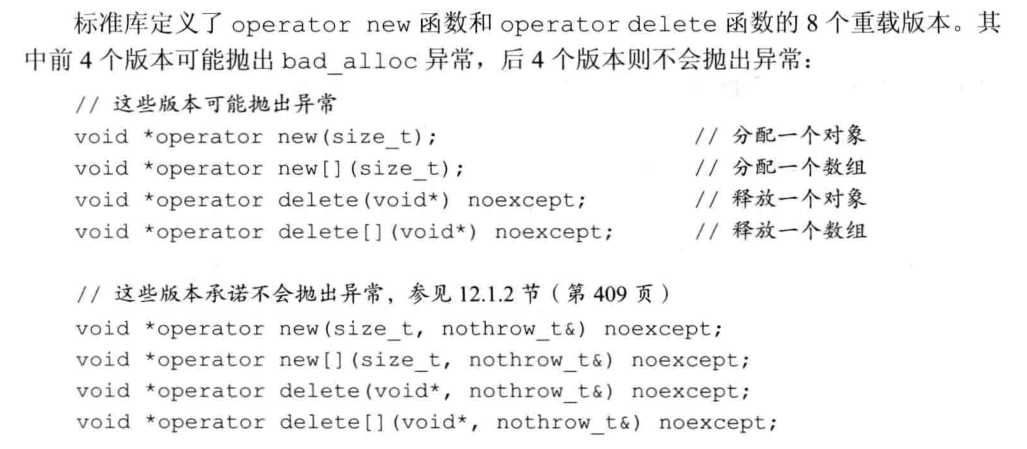 标准库定义了 operator new 函数和 operator delete 函数的 8 个重载版本。其
中前 4 个版本可能抛出 bad_alloc 异常，后 4 个版本则不会抛出异常：
// 这些版本可能抛出异常
void *operator new(size_t); // 分配一个对象
void *operator new[](size_t); // 分配一个数组
void *operator delete(void*) noexcept; // 释放一个对象
void *operator delete[](void*) noexcept; // 释放一个数组
// 这些版本承诺不会抛出异常，参见 12.1.2 节（第 409 页）
void *operator new(size_t, nothrow_t&) noexcept;
void *operator new[](size_t, nothrow_t&) noexcept;
void *operator delete(void*, nothrow_t&) noexcept;
void *operator delete[](void*, nothrow_t&) noexcept;